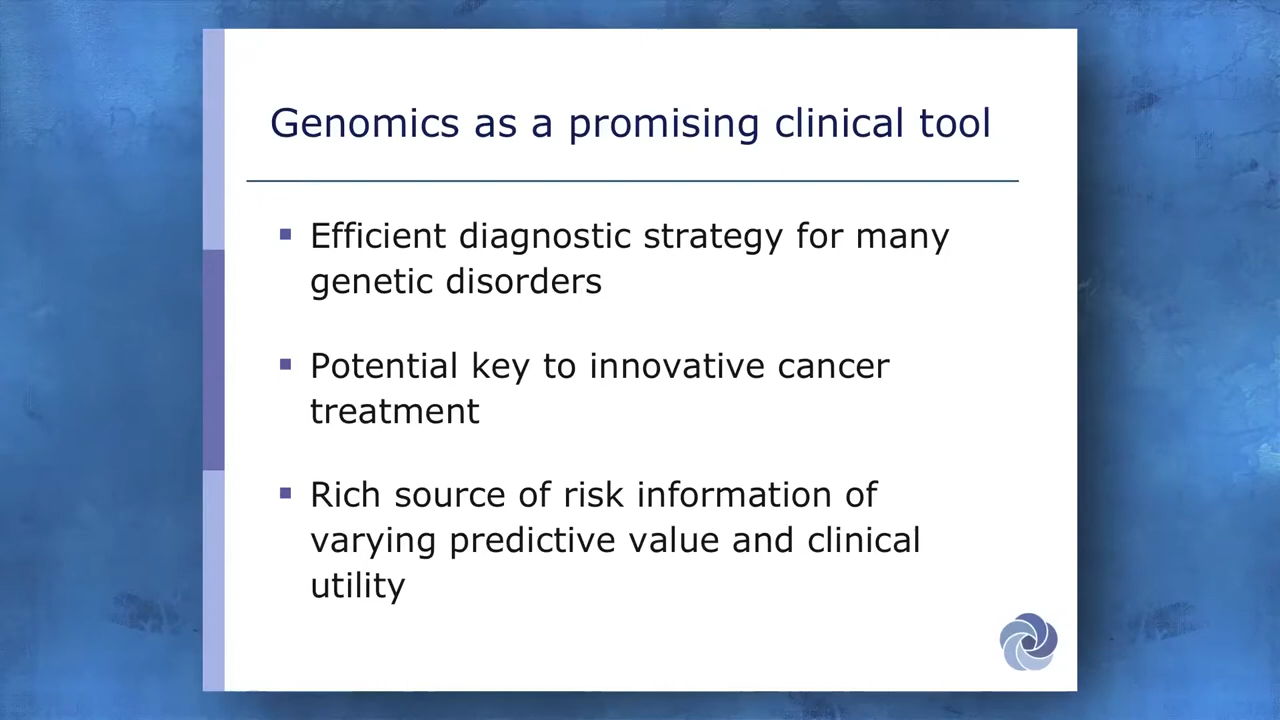 Genomics as a promising clinical tool
▪ Efficient diagnostic strategy for many
genetic disorders
▪ Potential key to innovative cancer
treatment
▪ Rich source of risk information of
varying predictive value and clinical
utility